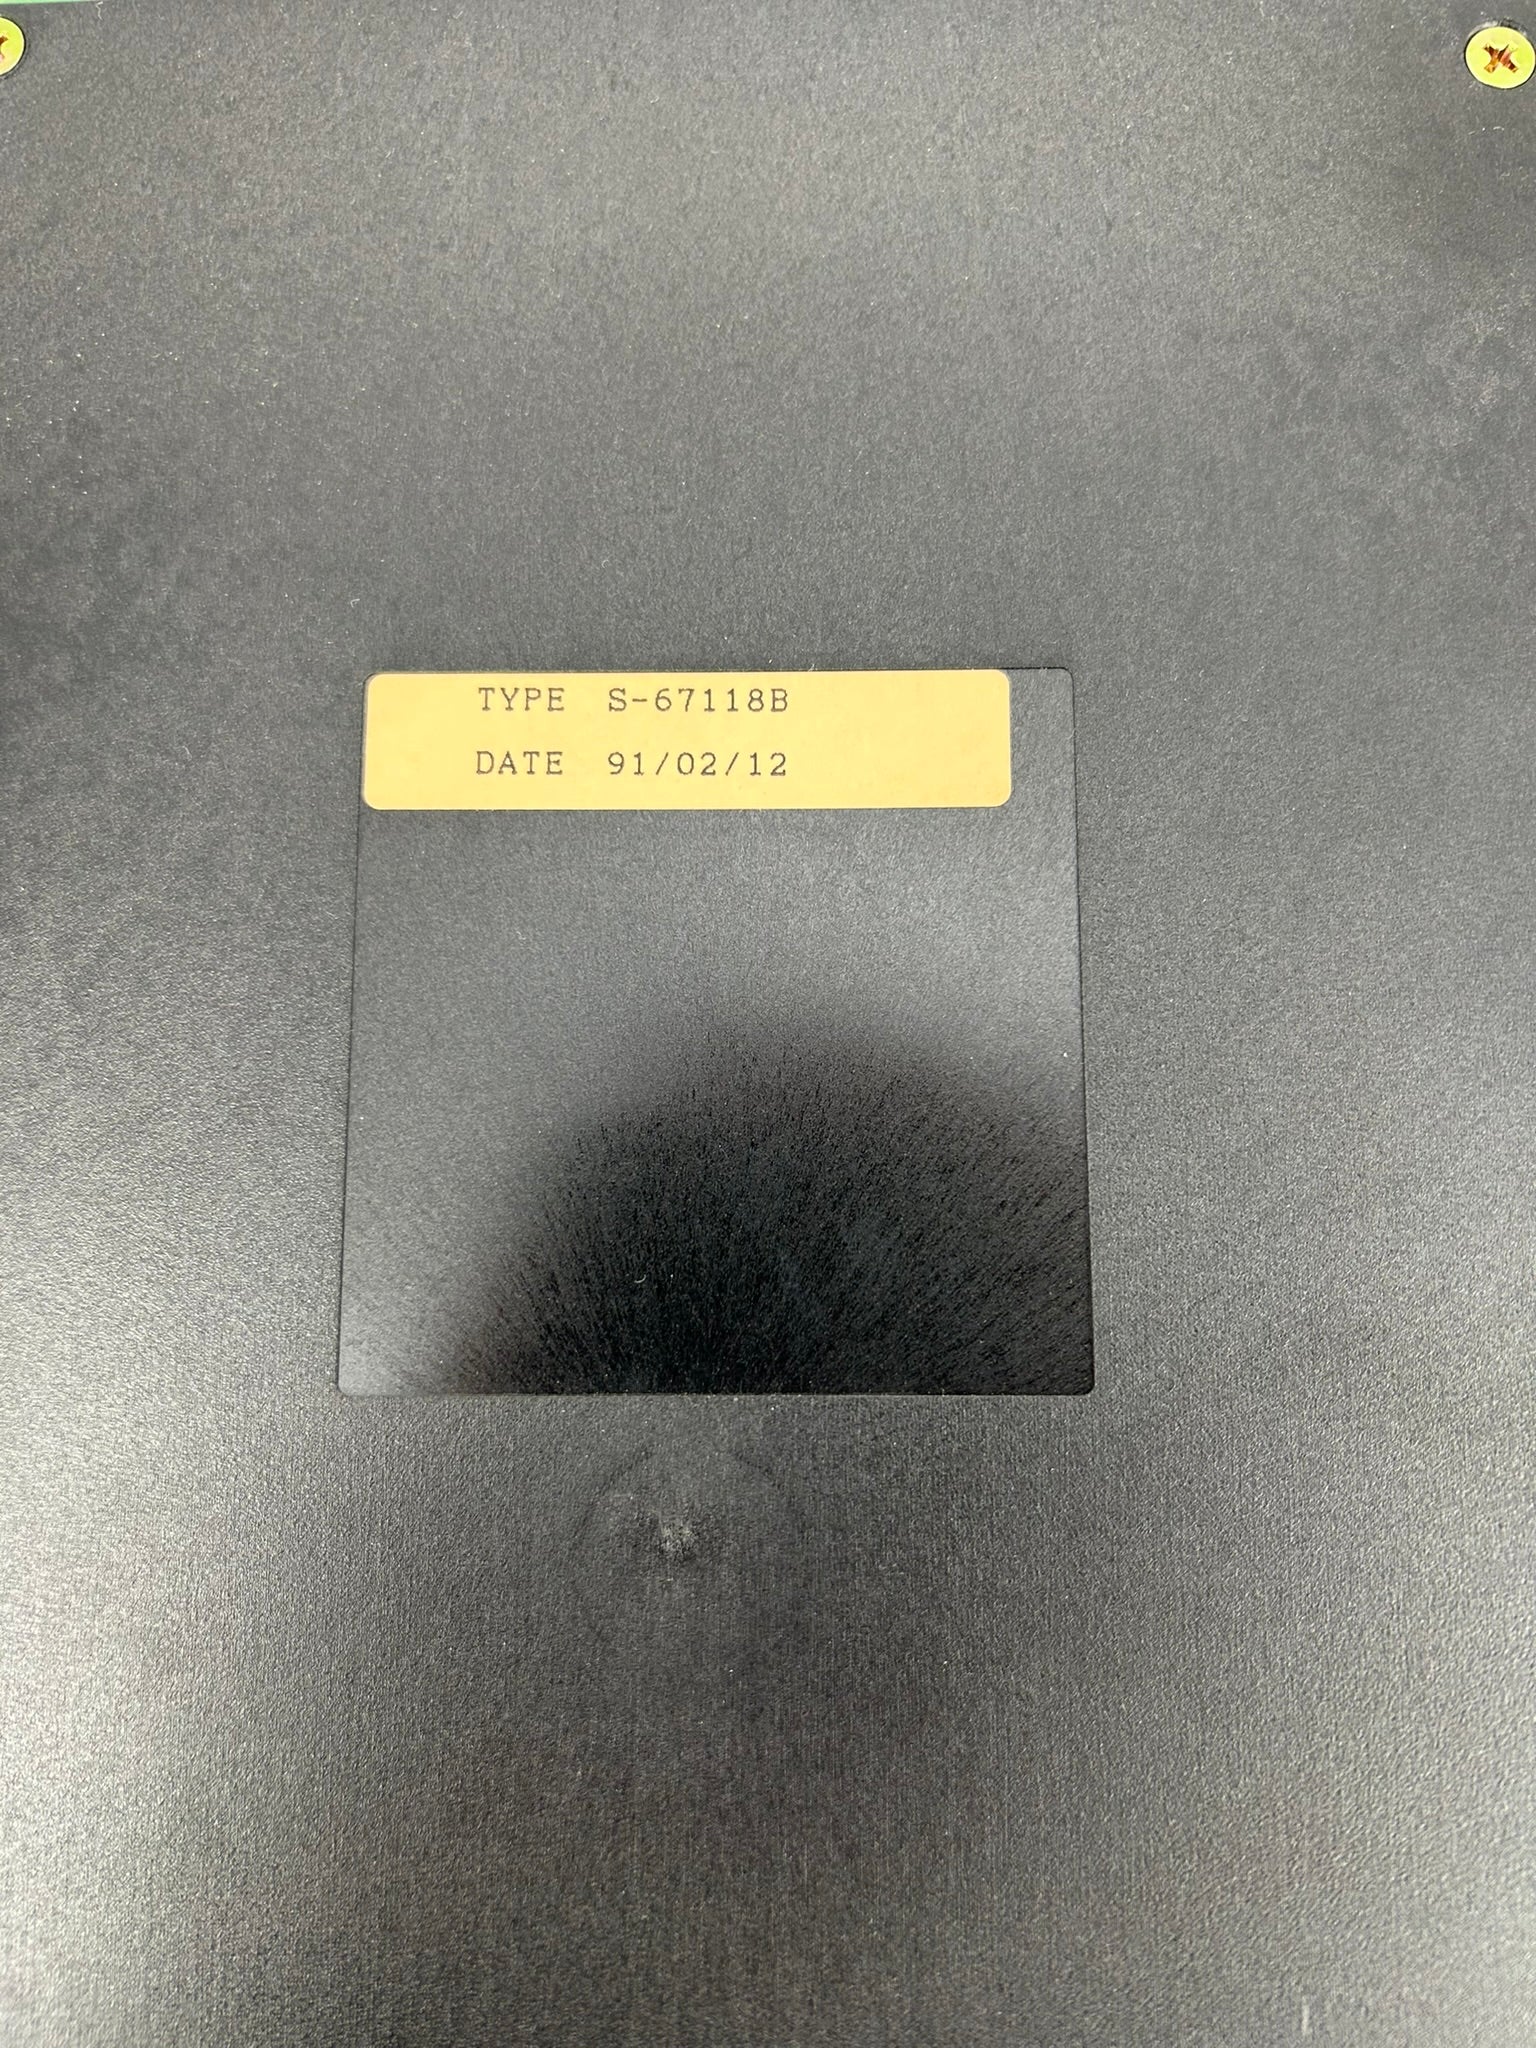 TYPE S-67118B
DATE 91/02/12